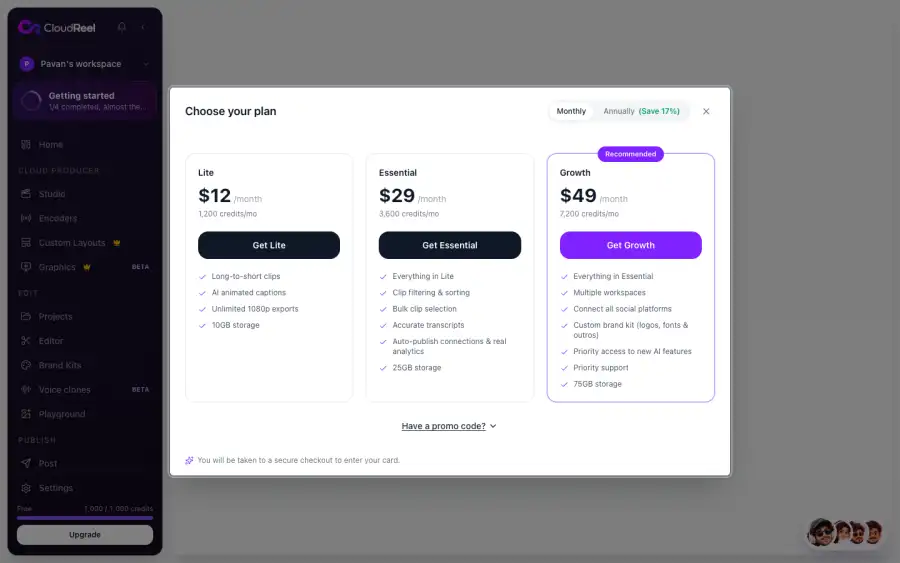 CloudReel
P
Pavan's workspace
Getting started
1/4 completed, almost the...
Home
CLOUD PRODUCER
Studio
Encoders
Custom Layouts
Graphics
BETA
EDIT
Projects
Editor
Brand Kits
Voice clones
BETA
Playground
PUBLISH
Post
Settings
Free
1,000 / 1,000 credits
Upgrade
Choose your plan
Monthly
Annually (Save 17%)
Lite
$12 /month
1,200 credits/mo
Get Lite
Long-to-short clips
AI animated captions
Unlimited 1080p exports
10GB storage
Essential
$29 /month
3,600 credits/mo
Get Essential
Everything in Lite
Clip filtering & sorting
Bulk clip selection
Accurate transcripts
Auto-publish connections & real
analytics
25GB storage
Recommended
Growth
$49 /month
7,200 credits/mo
Get Growth
Everything in Essential
Multiple workspaces
Connect all social platforms
Custom brand kit (logos, fonts &
outros)
Priority access to new AI features
Priority support
75GB storage
Have a promo code?
You will be taken to a secure checkout to enter your card.